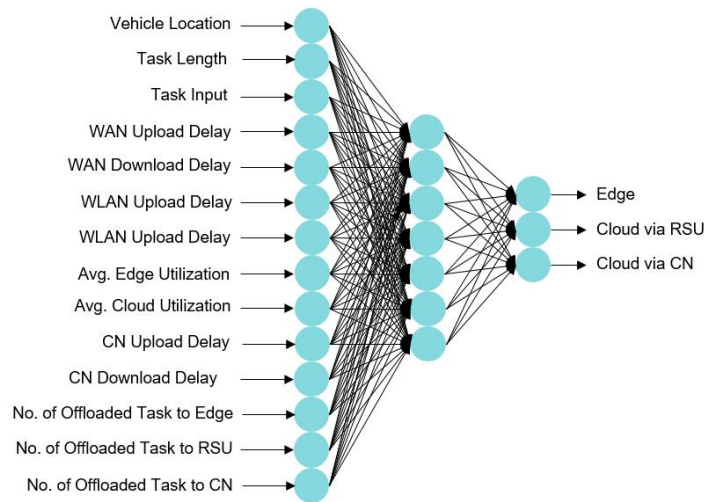 Vehicle Location
Task Length
Task Input
WAN Upload Delay
WAN Download Delay
WLAN Upload Delay
WLAN Upload Delay
Avg. Edge Utilization
Avg. Cloud Utilization
CN Upload Delay
CN Download Delay
No. of Offloaded Task to Edge
No. of Offloaded Task to RSU
No. of Offloaded Task to CN
Edge
Cloud via RSU
Cloud via CN